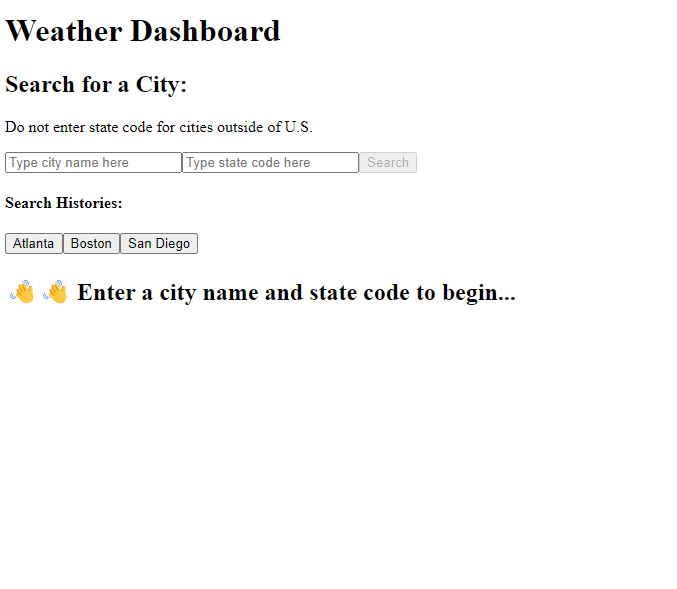 Weather Dashboard
Search for a City:
Do not enter state code for cities outside of U.S.
Type city name here Type state code here Search
Search Histories:
Atlanta Boston San Diego
👋 👋 Enter a city name and state code to begin...